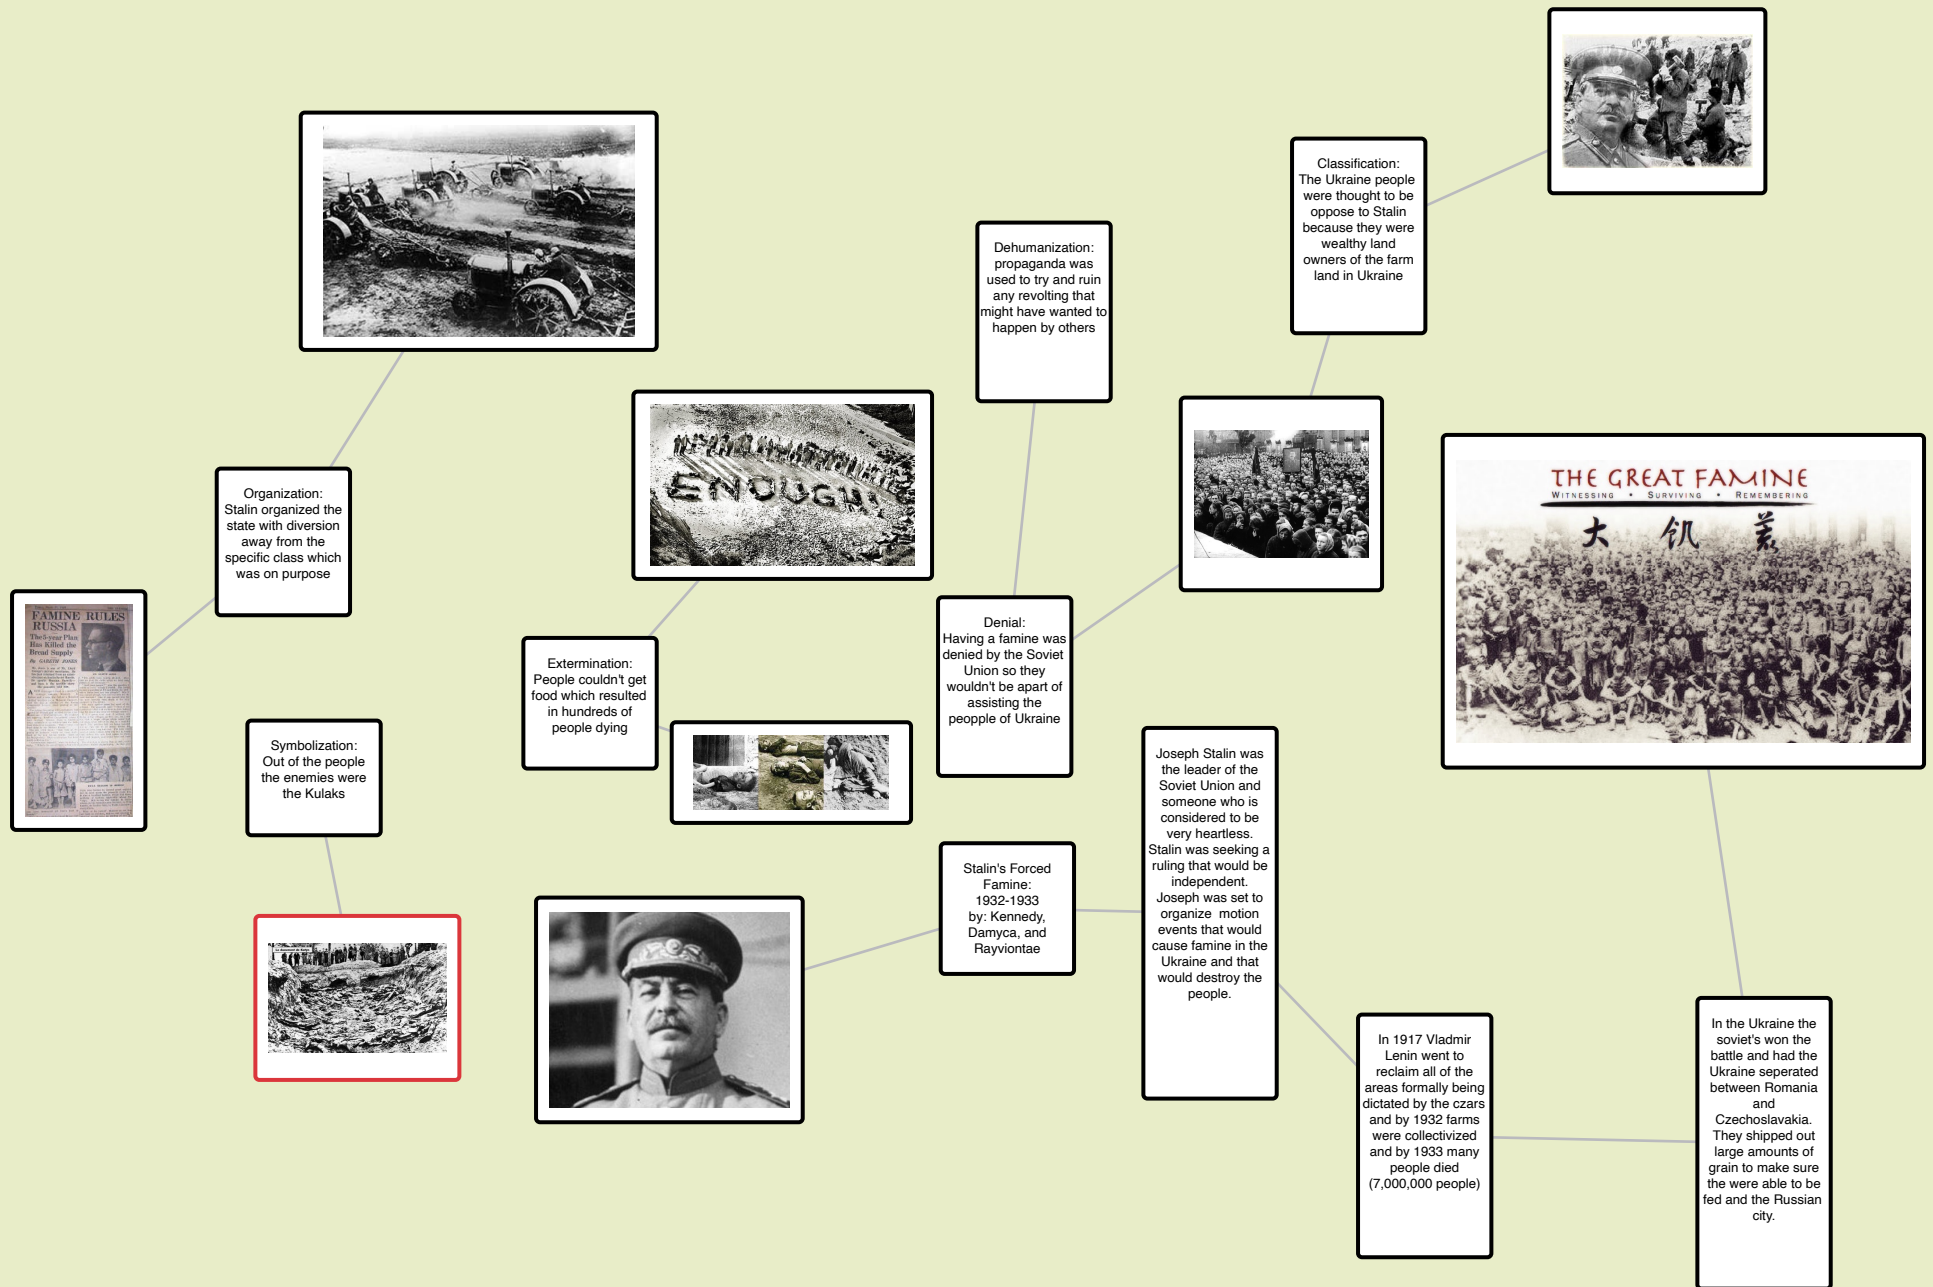 Classification:
The Ukraine people
were thought to be
oppose to Stalin
because they were
wealthy land
owners of the farm
land in Ukraine
Dehumanization:
propaganda was
used to try and ruin
any revolting that
might have wanted to
happen by others
ENOUGH
THE GREAT FAMINE
WITNESSING • SURVIVING • REMEMBERING
大 饥 荒
Organization:
Stalin organized the
state with diversion
away from the
specific class which
was on purpose
FAMINE RULES
RUSSIA
The 5-year Plan
Has Killed the
Bread Supply
By GARETH JONES
Extermination:
People couldn't get
food which resulted
in hundreds of
people dying
Denial:
Having a famine was
denied by the Soviet
Union so they
wouldn't be apart of
assisting the
peopple of Ukraine
Symbolization:
Out of the people
the enemies were
the Kulaks
Joseph Stalin was
the leader of the
Soviet Union and
someone who is
considered to be
very heartless.
Stalin was seeking a
ruling that would be
independent.
Joseph was set to
organize motion
events that would
cause famine in the
Ukraine and that
would destroy the
people.
Stalin's Forced
Famine:
1932-1933
by: Kennedy,
Damyca, and
Rayviontae
In 1917 Vladmir
Lenin went to
reclaim all of the
areas formally being
dictated by the czars
and by 1932 farms
were collectivized
and by 1933 many
people died
(7,000,000 people)
In the Ukraine the
soviet's won the
battle and had the
Ukraine seperated
between Romania
and
Czechoslavakia.
They shipped out
large amounts of
grain to make sure
the were able to be
fed and the Russian
city.